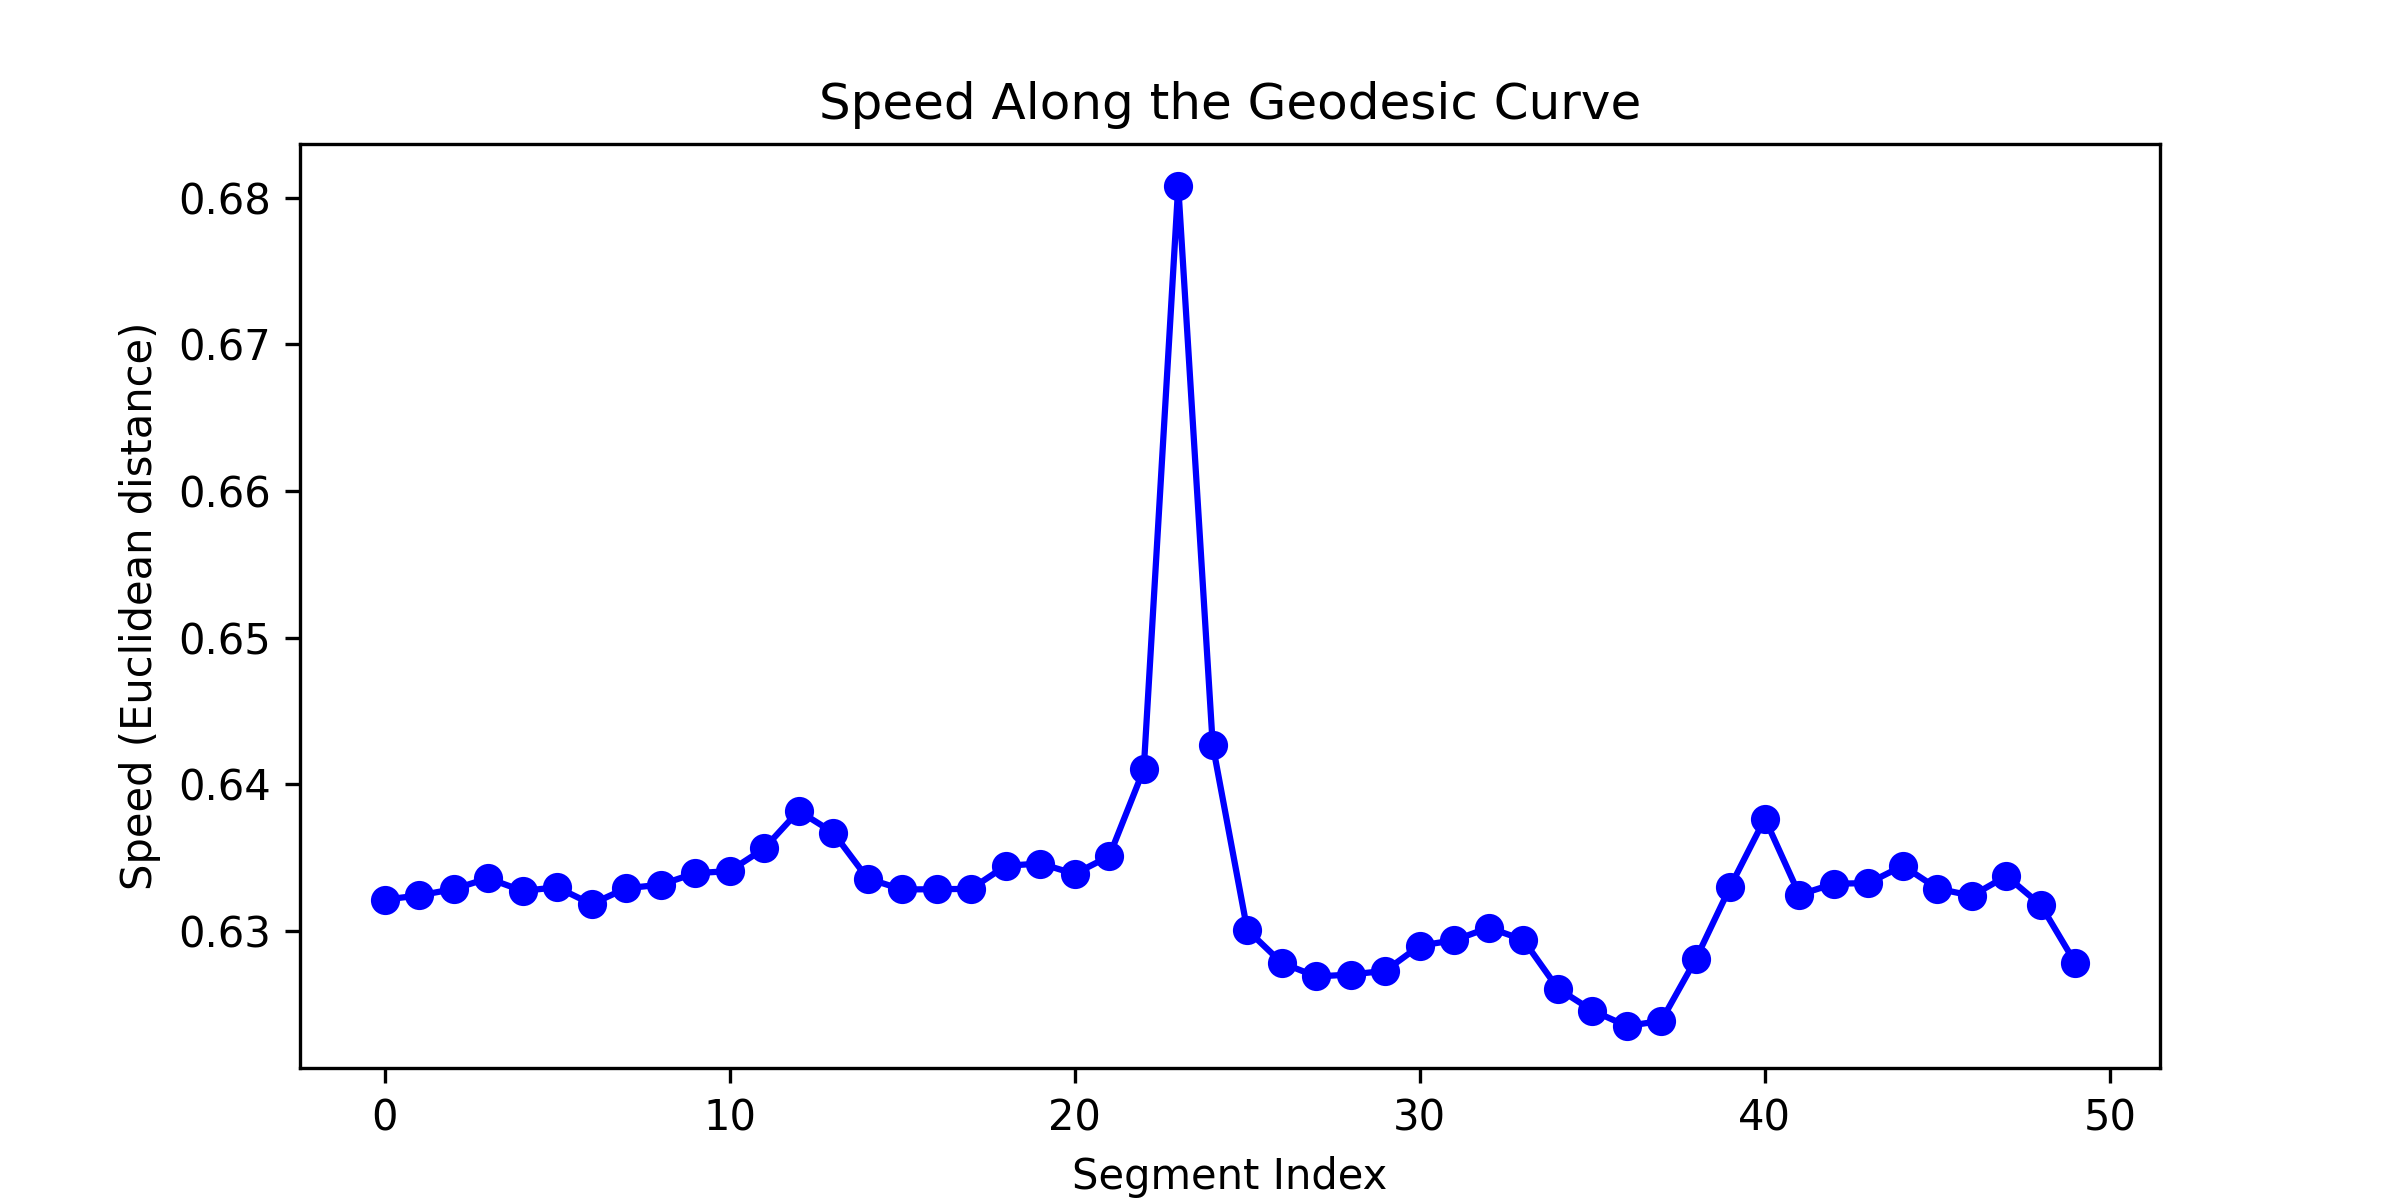 Speed Along the Geodesic Curve
Speed (Euclidean distance)
0.68
0.67
0.66
0.65
0.64
0.63
0 10 20 30 40 50
Segment Index